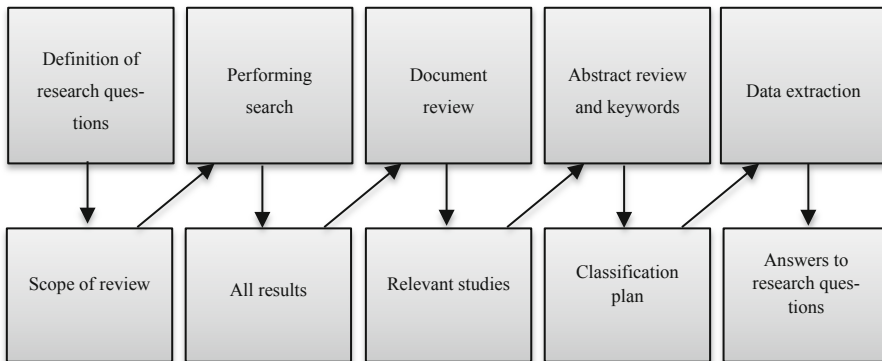 Definition of
research ques-
tions
Performing
search
Document
review
Abstract review
and keywords
Data extraction
Scope of review
All results
Relevant studies
Classification
plan
Answers to
research ques-
tions